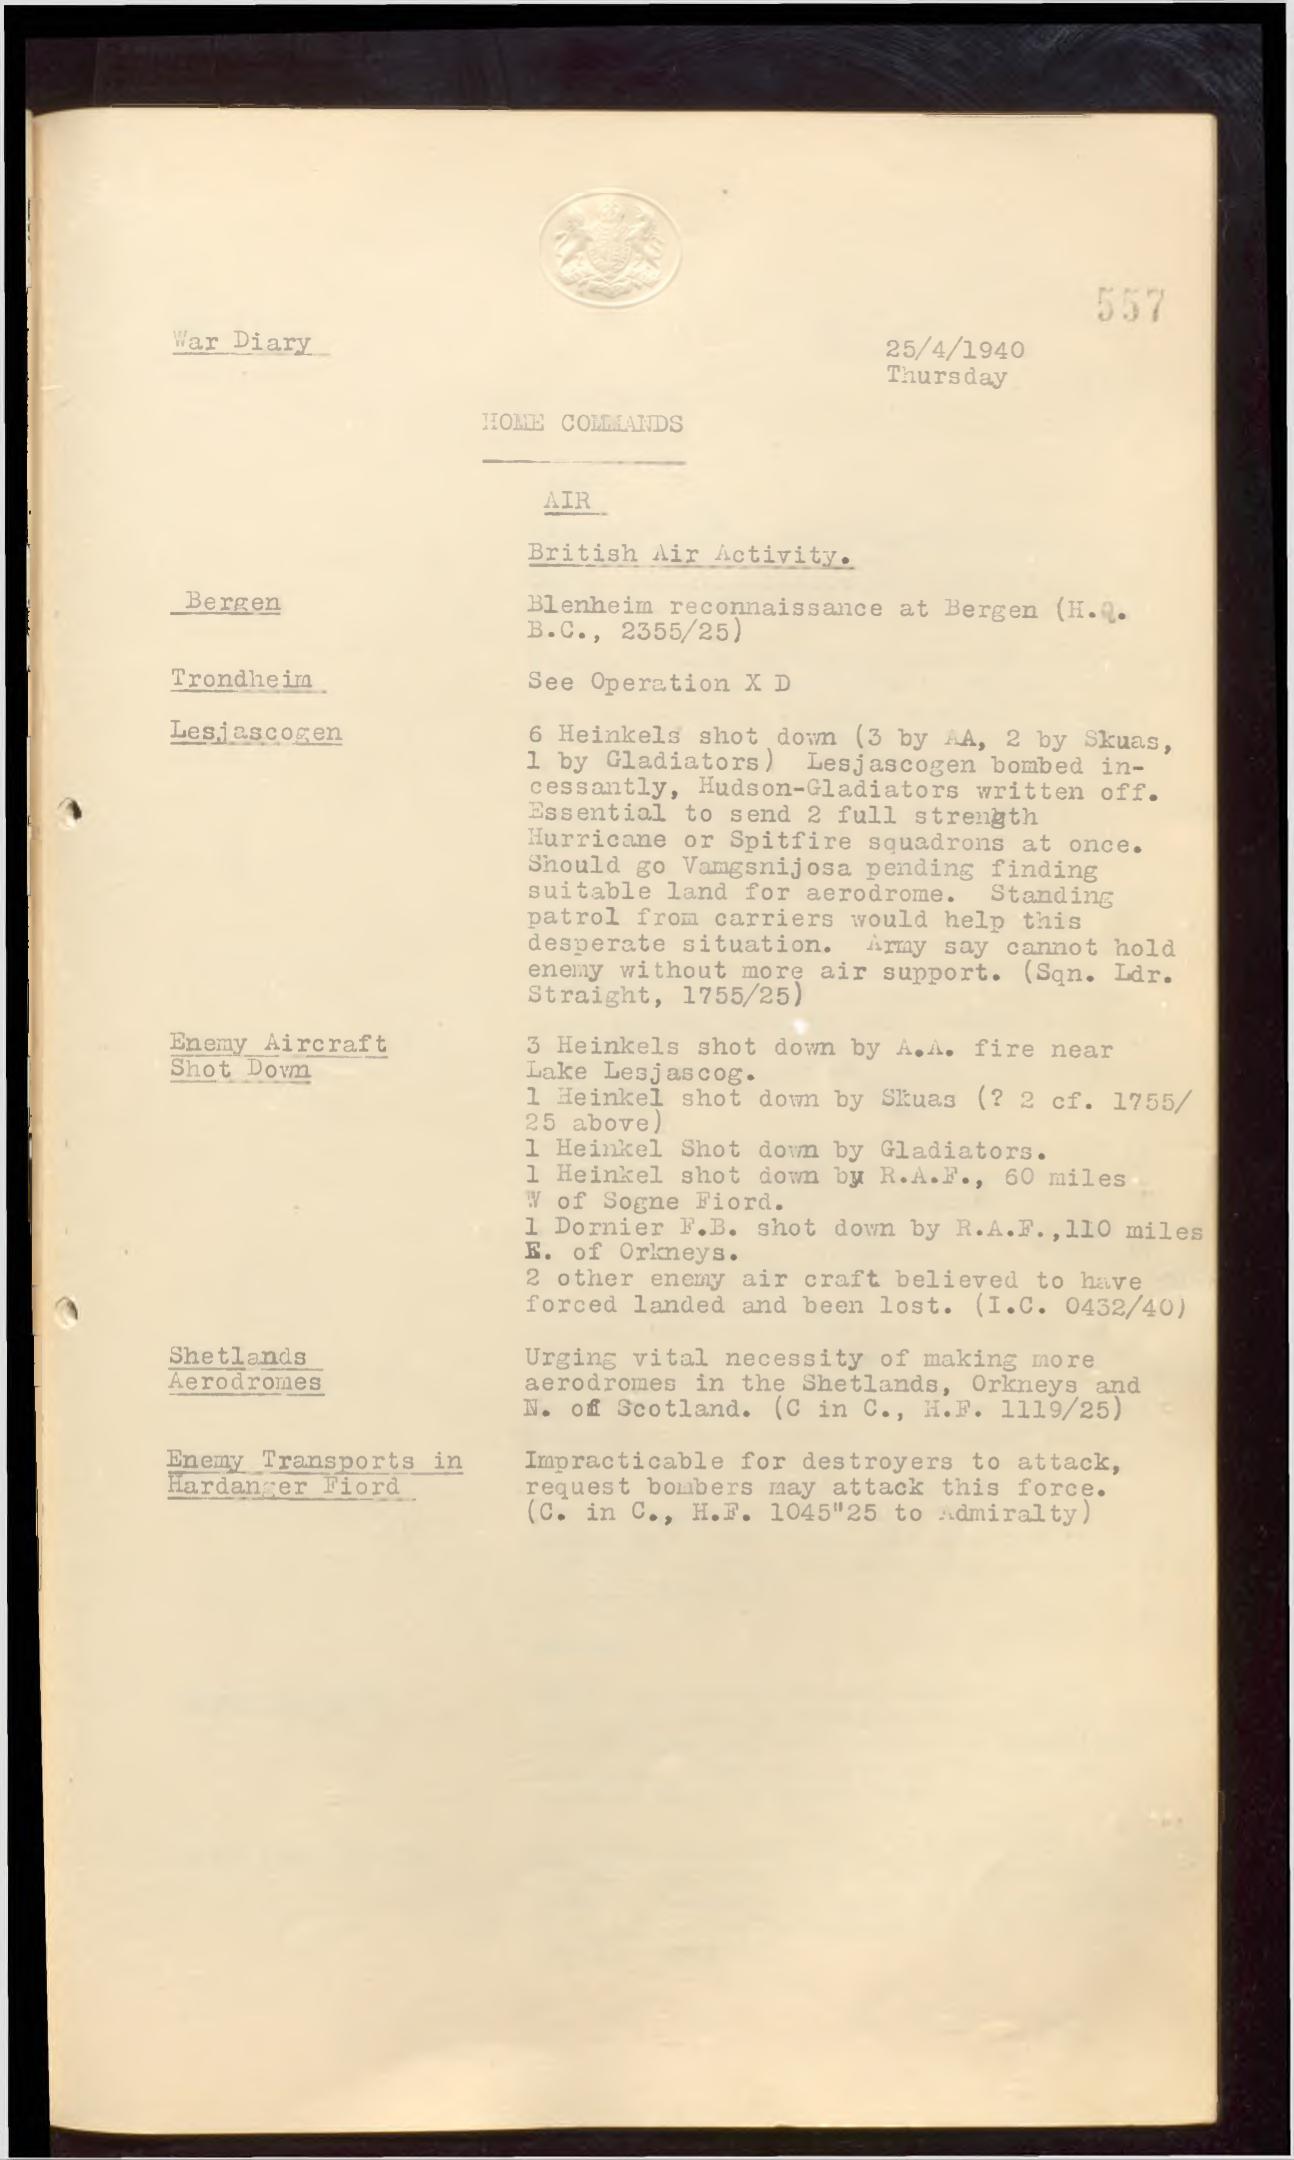 557
War Diary
25/4/1940
Thursday
HOME COMMANDS
AIR
British Air Activity.
Bergen
Blenheim reconnaissance at Bergen (H.Q.
B.C., 2355/25)
Trondheim
See Operation X D
Lesjascogen
6 Heinkels shot down (3 by AA, 2 by Skuas,
1 by Gladiators) Lesjascogen bombed in-
cessantly, Hudson-Gladiators written off.
Essential to send 2 full strength
Hurricane or Spitfire squadrons at once.
Should go Vamgsnijosa pending finding
suitable land for aerodrome. Standing
patrol from carriers would help this
desperate situation. Army say cannot hold
enemy without more air support. (Sqn. Ldr.
Straight, 1755/25)
Enemy Aircraft
Shot Down
3 Heinkels shot down by A.A. fire near
Lake Lesjascog.
1 Heinkel shot down by Skuas (? 2 cf. 1755/
25 above)
1 Heinkel Shot down by Gladiators.
1 Heinkel shot down by R.A.F., 60 miles
W of Sogne Fiord.
1 Dornier F.B. shot down by R.A.F.,110 miles
E. of Orkneys.
2 other enemy air craft believed to have
forced landed and been lost. (I.C. 0432/40)
Shetlands
Aerodromes
Urging vital necessity of making more
aerodromes in the Shetlands, Orkneys and
N. of Scotland. (C in C., H.F. 1119/25)
Enemy Transports in
Hardanger Fiord
Impracticable for destroyers to attack,
request bombers may attack this force.
(C. in C., H.F. 1045"25 to Admiralty)